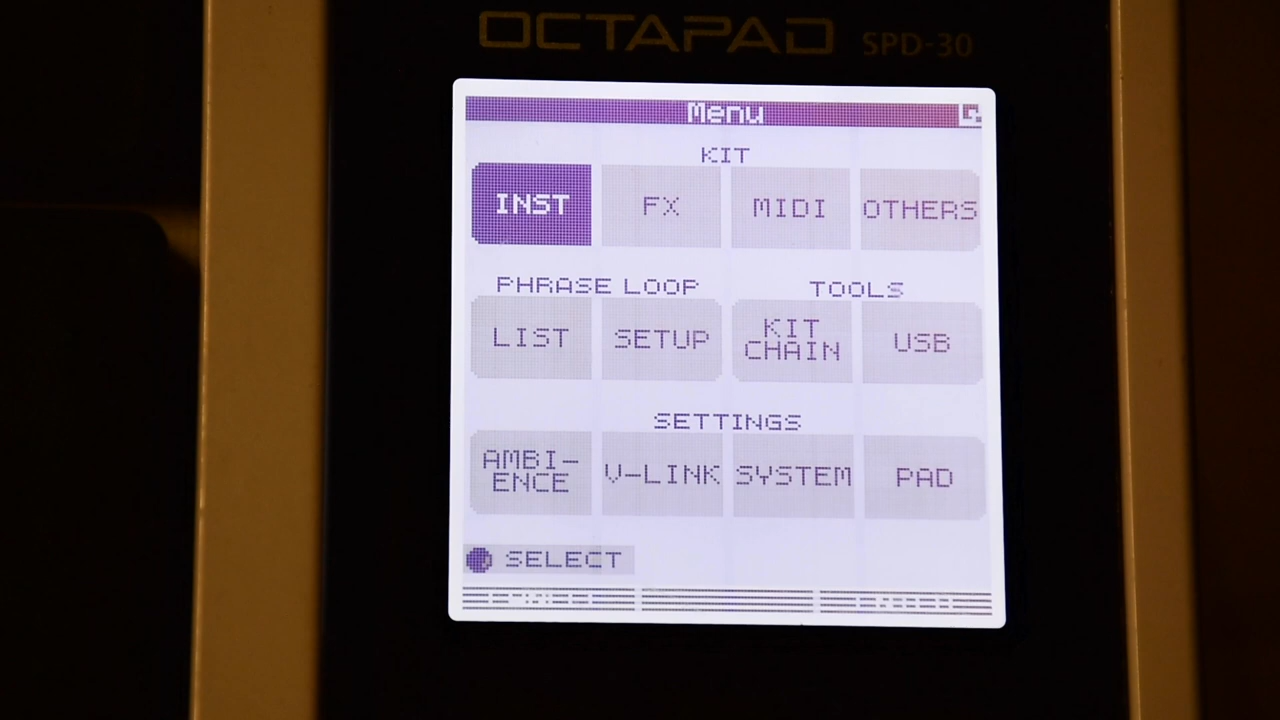 OCTAPAD SPD-30
Menu
KIT
INST FX MIDI OTHERS
PHRASE LOOP TOOLS
LIST SETUP KIT CHAIN USB
SETTINGS
AMBI-
ENCE V-LINK SYSTEM PAD
SELECT